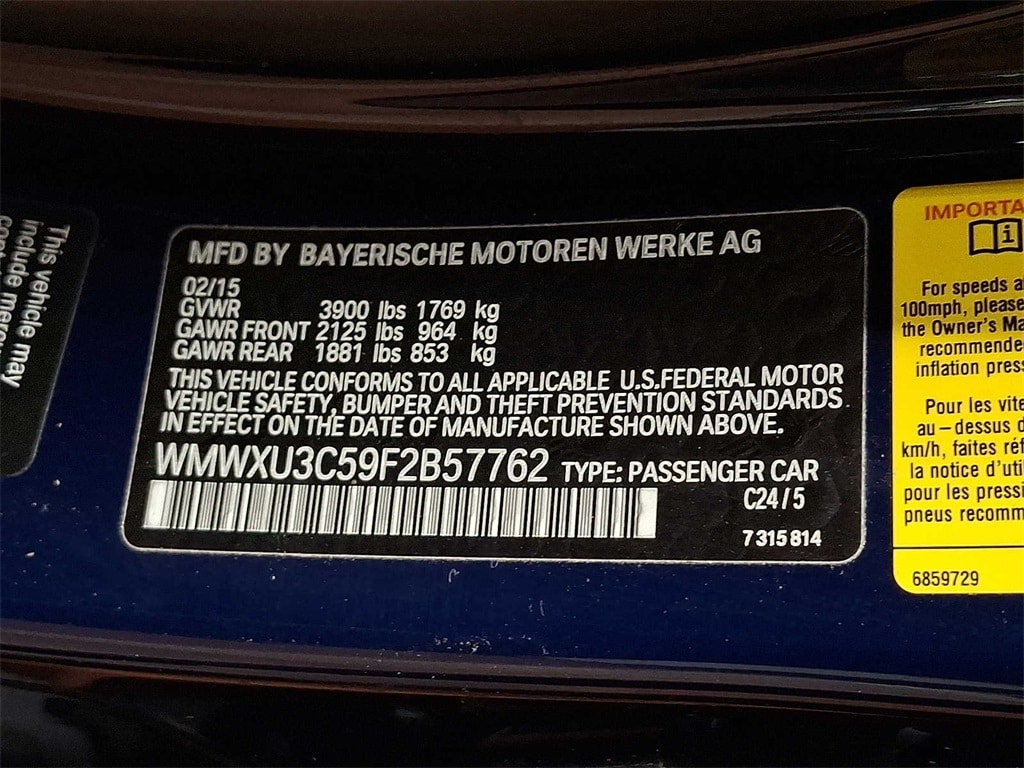 This vehicle may
include merc
MFD BY BAYERISCHE MOTOREN WERKE AG
02/15
GVWR 3900 lbs 1769 kg
GAWR FRONT 2125 lbs 964 kg
GAWR REAR 1881 lbs 853 kg
THIS VEHICLE CONFORMS TO ALL APPLICABLE U.S.FEDERAL MOTOR
VEHICLE SAFETY, BUMPER AND THEFT PREVENTION STANDARDS
IN EFFECT ON THE DATE OF MANUFACTURE SHOWN ABOVE.
WMWXU3C59F2B57762 TYPE: PASSENGER CAR
C24/5
7315814
IMPORTA
i
For speeds a
100mph, please
the Owner's Ma
recommende
inflation press
Pour les vite
au–dessus d
km/h, faites réf
la notice d'util
pour les pressi
pneus recomm
6859729